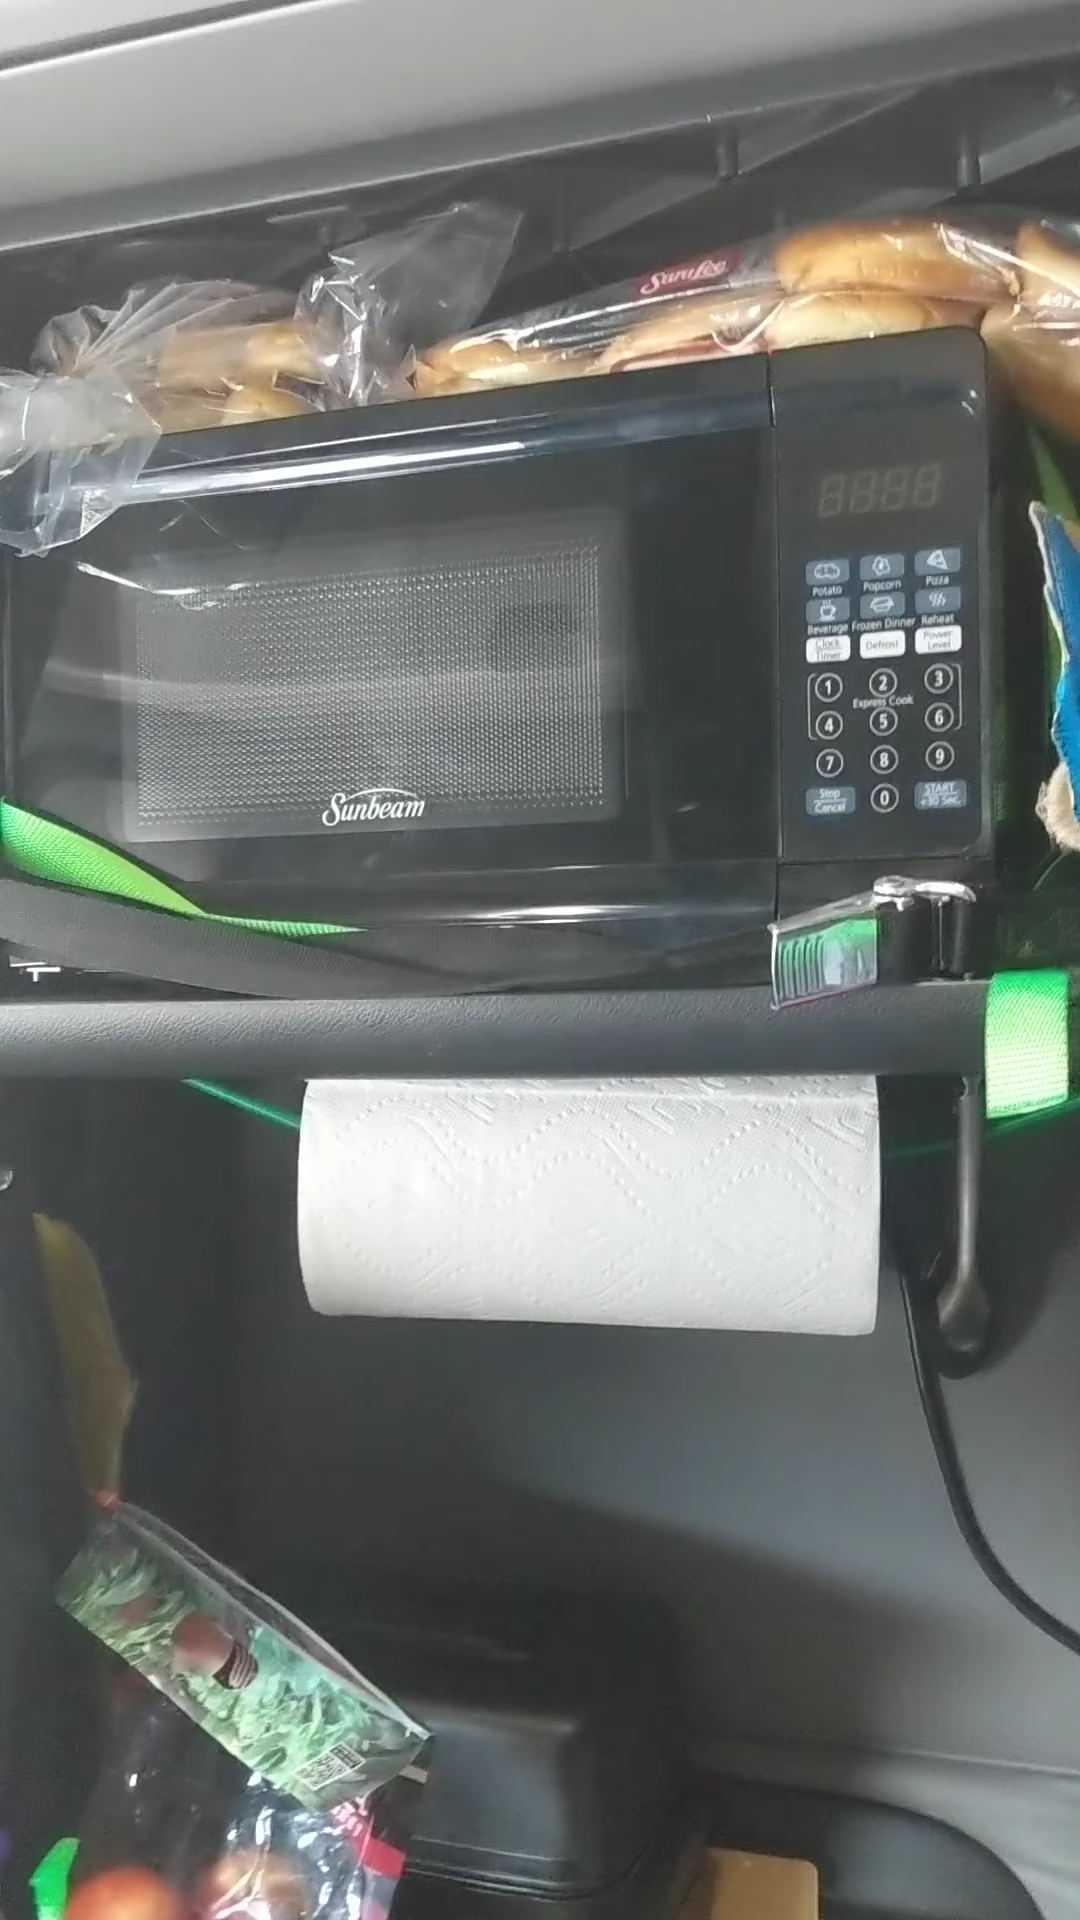 Sara Lee
8888
Potato Popcorn Pizza
Beverage Frozen Dinner Reheat
Clock
Timer
Defrost
Power
Level
1 2 3
Express Cook
4 5 6
7 8 9
Stop
Cancel
0
START
+30 Sec.
Sunbeam